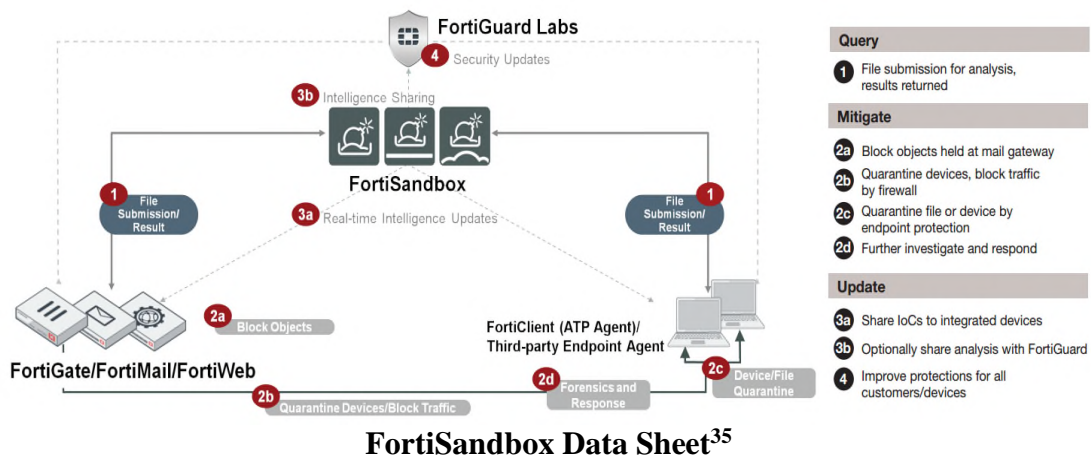 FortiGuard Labs
4 Security Updates
3b Intelligence Sharing
FortiSandbox
1
File
Submission/
Result
3a Real-time Intelligence Updates
1
File
Submission/
Result
2a Block Objects
FortiGate/FortiMail/FortiWeb
FortiClient (ATP Agent)/
Third-party Endpoint Agent
2b Quarantine Devices/Block Traffic
2d Forensics and
Response
2c Device/File
Quarantine
Query
1 File submission for analysis,
results returned
Mitigate
2a Block objects held at mail gateway
2b Quarantine devices, block traffic
by firewall
2c Quarantine file or device by
endpoint protection
2d Further investigate and respond
Update
3a Share IoCs to integrated devices
3b Optionally share analysis with FortiGuard
4 Improve protections for all
customers/devices
FortiSandbox Data Sheet35